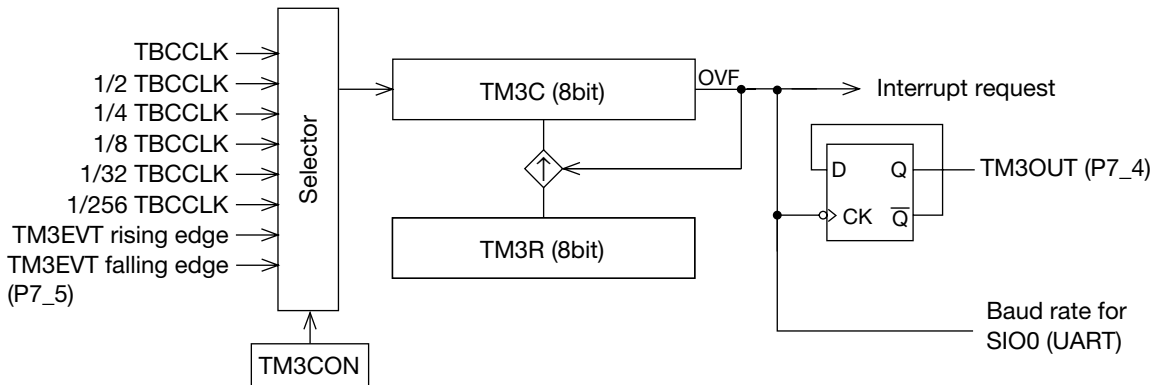 TBCCLK
1/2 TBCCLK
1/4 TBCCLK
1/8 TBCCLK
1/32 TBCCLK
1/256 TBCCLK
TM3EVT rising edge
TM3EVT falling edge
(P7_5)
Selector
TM3CON
TM3C (8bit)
OVF
TM3R (8bit)
Interrupt request
D Q
CK Q̅
TM3OUT (P7_4)
Baud rate for
SIO0 (UART)